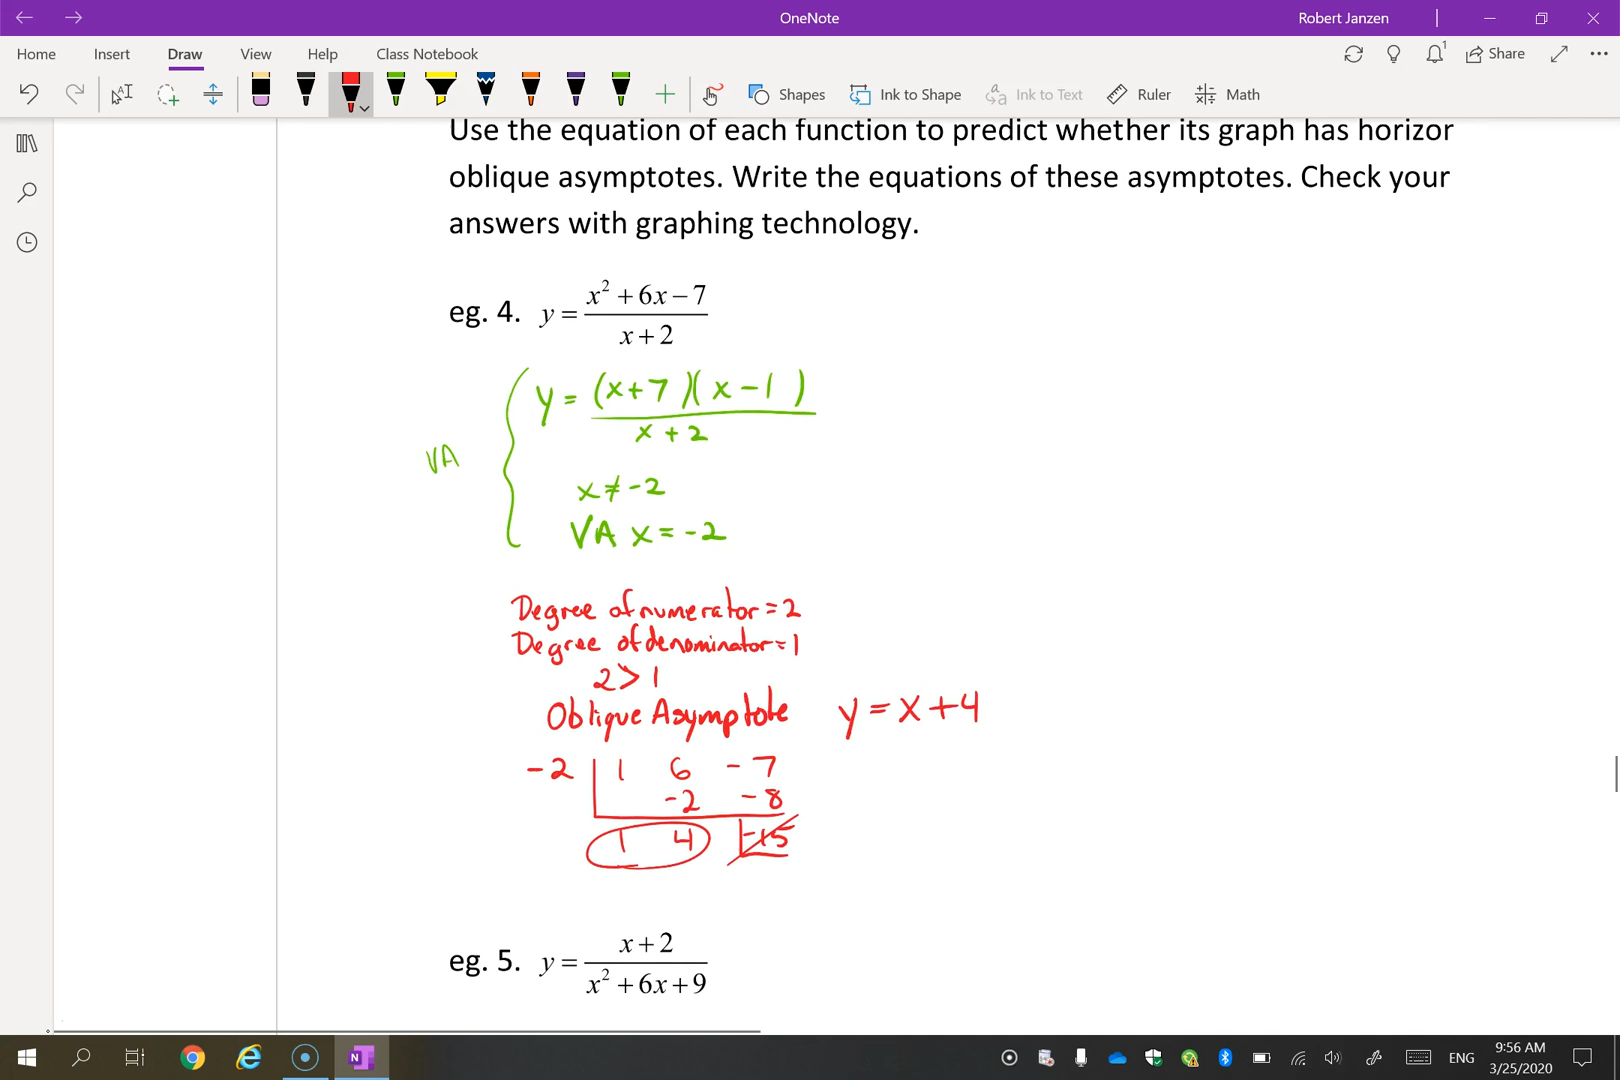 OneNote
Robert Janzen
Home Insert Draw View Help Class Notebook
1
Share
Shapes Ink to Shape Ink to Text Ruler Math
Use the equation of each function to predict whether its graph has horizor
oblique asymptotes. Write the equations of these asymptotes. Check your
answers with graphing technology.
eg. 4. y = (x² + 6x − 7)/(x + 2)
y = (x+7)(x−1)
x + 2
VA
x ≠ -2
VA x = -2
Degree of numerator = 2
Degree of denominator = 1
2 > 1
Oblique Asymptote y = x + 4
-2 | 1 6 -7
-2 -8
1 4 -15
eg. 5. y = (x + 2)/(x² + 6x + 9)
ENG
9:56 AM
3/25/2020